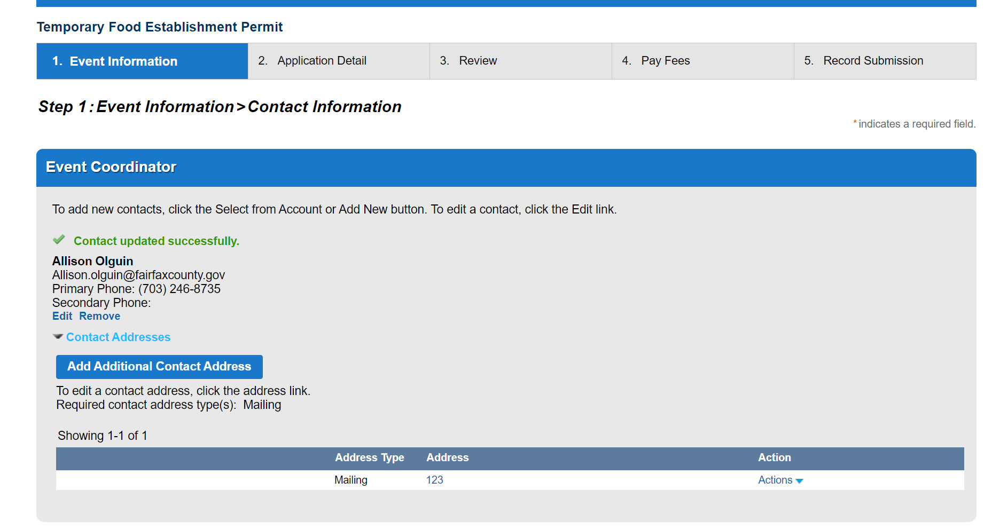 Temporary Food Establishment Permit
1. Event Information
2. Application Detail
3. Review
4. Pay Fees
5. Record Submission
Step 1: Event Information > Contact Information
* indicates a required field.
Event Coordinator
To add new contacts, click the Select from Account or Add New button. To edit a contact, click the Edit link.
Contact updated successfully.
Allison Olguin
Allison.olguin@fairfaxcounty.gov
Primary Phone: (703) 246-8735
Secondary Phone:
Edit Remove
Contact Addresses
Add Additional Contact Address
To edit a contact address, click the address link.
Required contact address type(s): Mailing
Showing 1-1 of 1
Address Type Address Action
Mailing 123 Actions